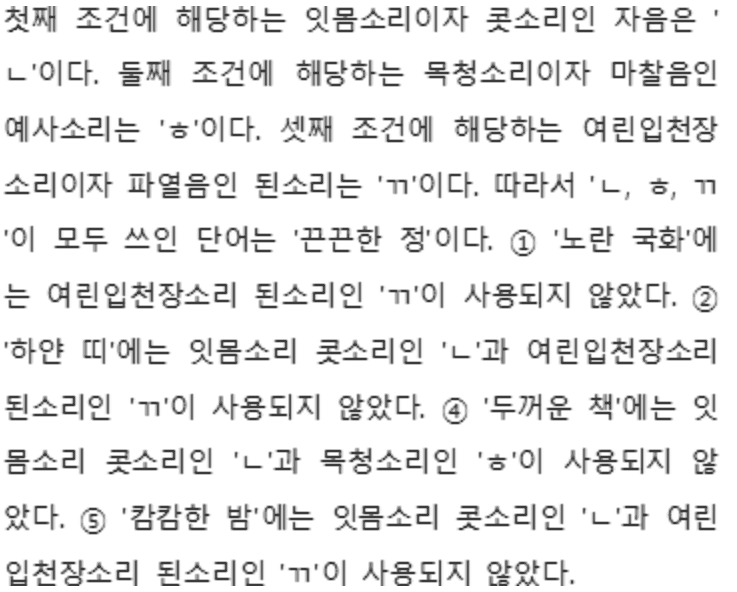 첫째 조건에 해당하는 잇몸소리이자 콧소리인 자음은 '
ㄴ'이다. 둘째 조건에 해당하는 목청소리이자 마찰음인
예사소리는 'ㅎ'이다. 셋째 조건에 해당하는 여린입천장
소리이자 파열음인 된소리는 'ㄲ'이다. 따라서 'ㄴ, ㅎ, ㄲ
'이 모두 쓰인 단어는 '끈끈한 정'이다. ① '노란 국화'에
는 여린입천장소리 된소리인 'ㄲ'이 사용되지 않았다. ②
'하얀 띠'에는 잇몸소리 콧소리인 'ㄴ'과 여린입천장소리
된소리인 'ㄲ'이 사용되지 않았다. ④ '두꺼운 책'에는 잇
몸소리 콧소리인 'ㄴ'과 목청소리인 'ㅎ'이 사용되지 않
았다. ⑤ '캄캄한 밤'에는 잇몸소리 콧소리인 'ㄴ'과 여린
입천장소리 된소리인 'ㄲ'이 사용되지 않았다.